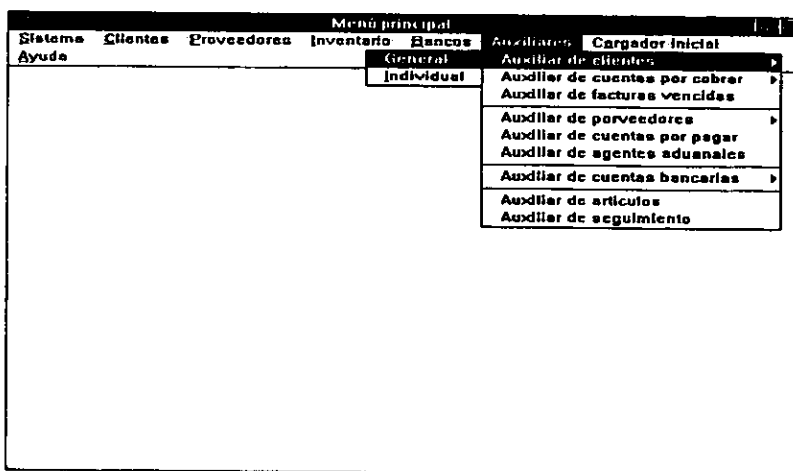 Menú principal
Sistema Clientes Proveedores Inventario Bancos Auxiliares Cargador Inicial
Ayuda
General
Individual
Auxiliar de clientes
Auxiliar de cuentas por cobrar
Auxiliar de facturas vencidas
Auxiliar de porveedores
Auxiliar de cuentas por pagar
Auxiliar de agentes aduanales
Auxiliar de cuentas bancarias
Auxiliar de artículos
Auxiliar de seguimiento